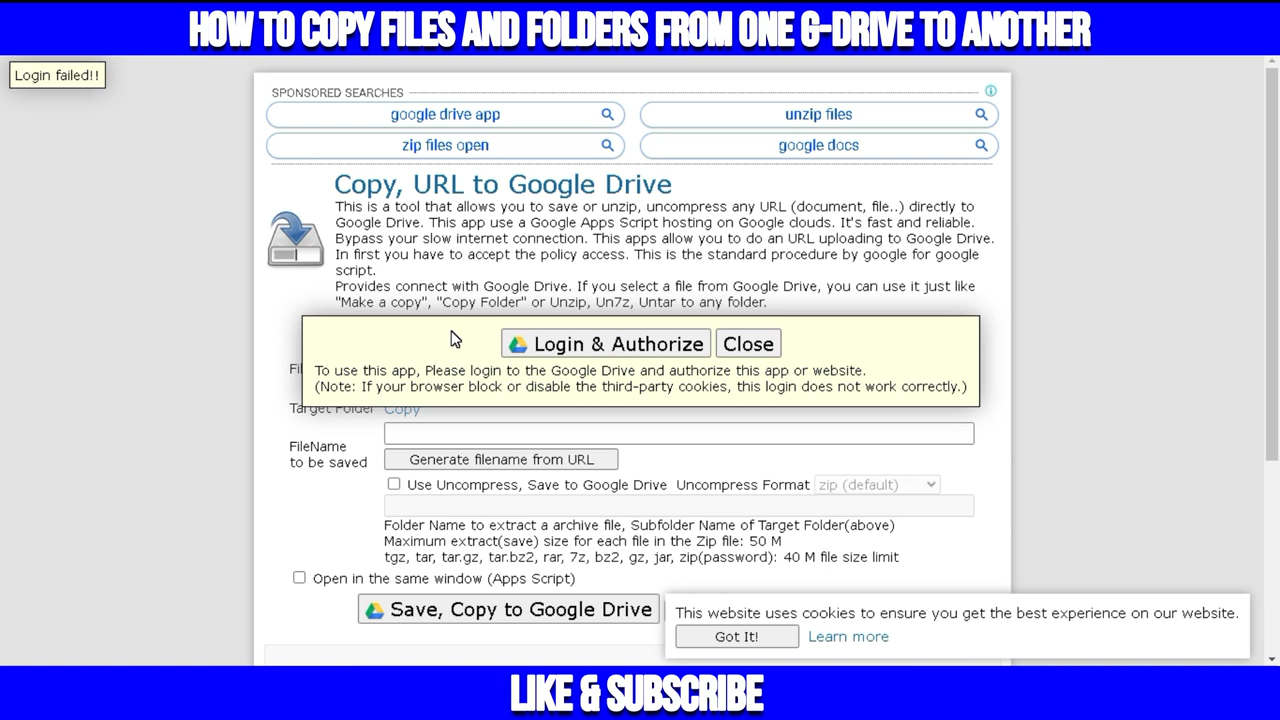 HOW TO COPY FILES AND FOLDERS FROM ONE G-DRIVE TO ANOTHER
Login failed!!
SPONSORED SEARCHES
google drive app
unzip files
zip files open
google docs
Copy, URL to Google Drive
This is a tool that allows you to save or unzip, uncompress any URL (document, file..) directly to
Google Drive. This app use a Google Apps Script hosting on Google clouds. It's fast and reliable.
Bypass your slow internet connection. This apps allow you to do an URL uploading to Google Drive.
In first you have to accept the policy access. This is the standard procedure by google for google
script.
Provides connect with Google Drive. If you select a file from Google Drive, you can use it just like
"Make a copy", "Copy Folder" or Unzip, Un7z, Untar to any folder.
Login & Authorize
Close
To use this app, Please login to the Google Drive and authorize this app or website.
(Note: If your browser block or disable the third-party cookies, this login does not work correctly.)
Target Folder
Copy
FileName
to be saved
Generate filename from URL
Use Uncompress, Save to Google Drive Uncompress Format zip (default)
Folder Name to extract a archive file, Subfolder Name of Target Folder(above)
Maximum extract(save) size for each file in the Zip file: 50 M
tgz, tar, tar.gz, tar.bz2, rar, 7z, bz2, gz, jar, zip(password): 40 M file size limit
Open in the same window (Apps Script)
Save, Copy to Google Drive
This website uses cookies to ensure you get the best experience on our website.
Got It!
Learn more
LIKE & SUBSCRIBE